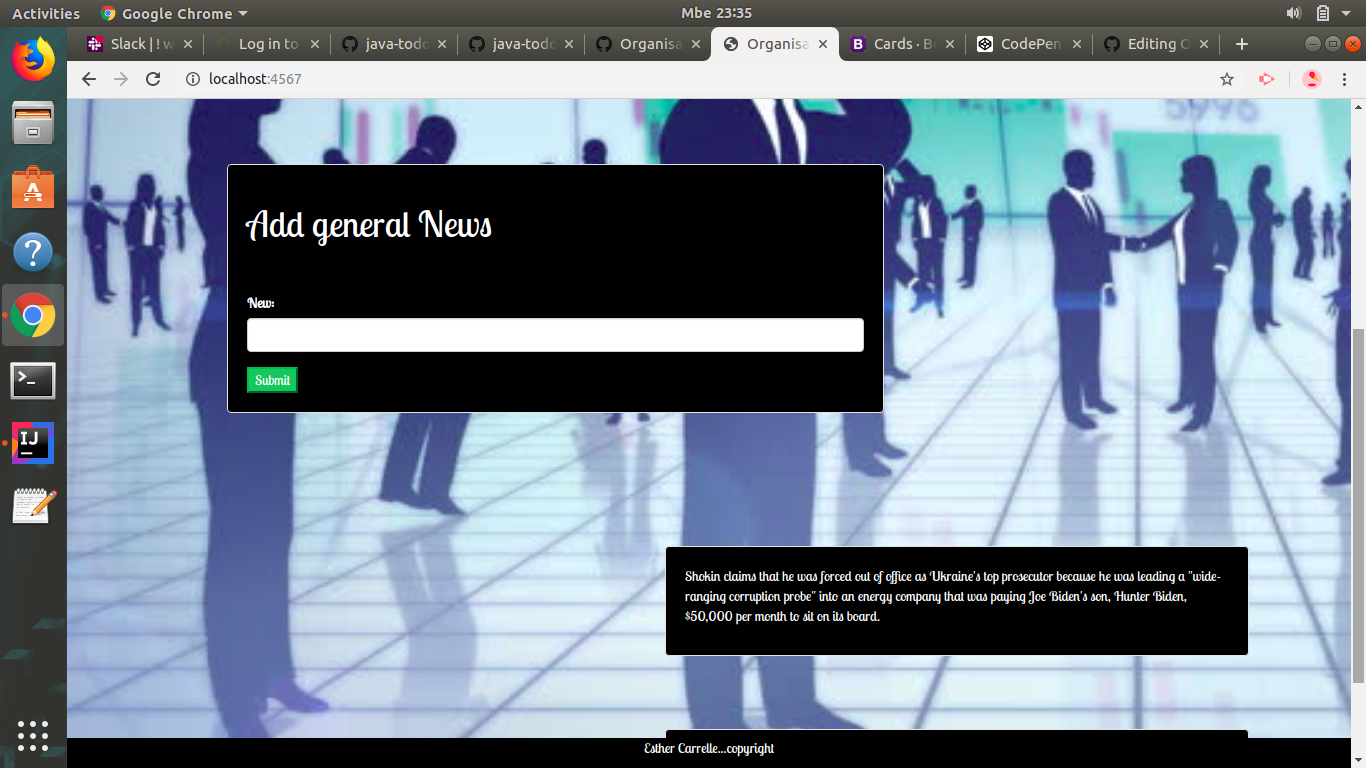 Activities
Google Chrome
Mbe 23:35
Slack | ! w
Log in to
java-todo
java-todo
Organisa
Organisa
Cards · B
CodePen
Editing O
localhost:4567
5996
Add general News
New:
Submit
Shokin claims that he was forced out of office as Ukraine's top prosecutor because he was leading a "wide-
ranging corruption probe" into an energy company that was paying Joe Biden's son, Hunter Biden,
$50,000 per month to sit on its board.
Esther Carrelle...copyright